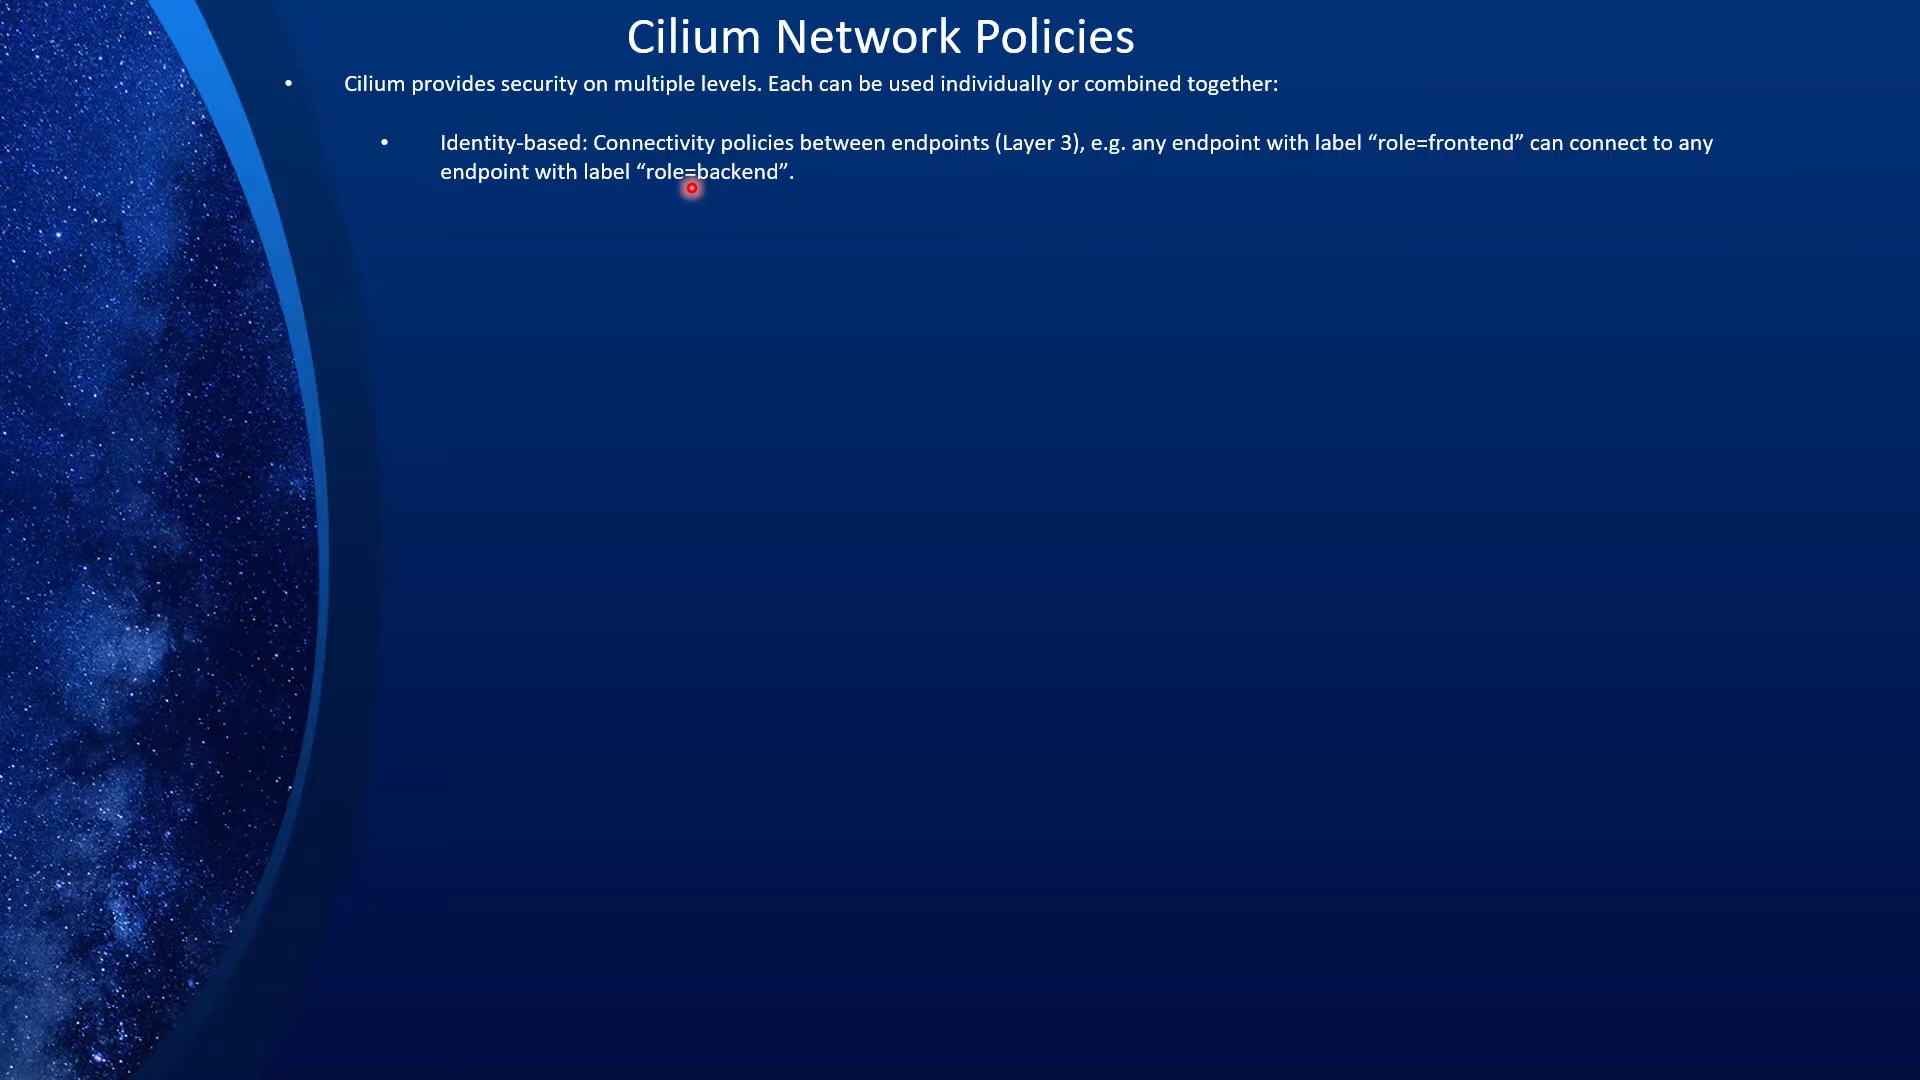 Cilium Network Policies
• Cilium provides security on multiple levels. Each can be used individually or combined together:
• Identity-based: Connectivity policies between endpoints (Layer 3), e.g. any endpoint with label “role=frontend” can connect to any
endpoint with label “role=backend”.